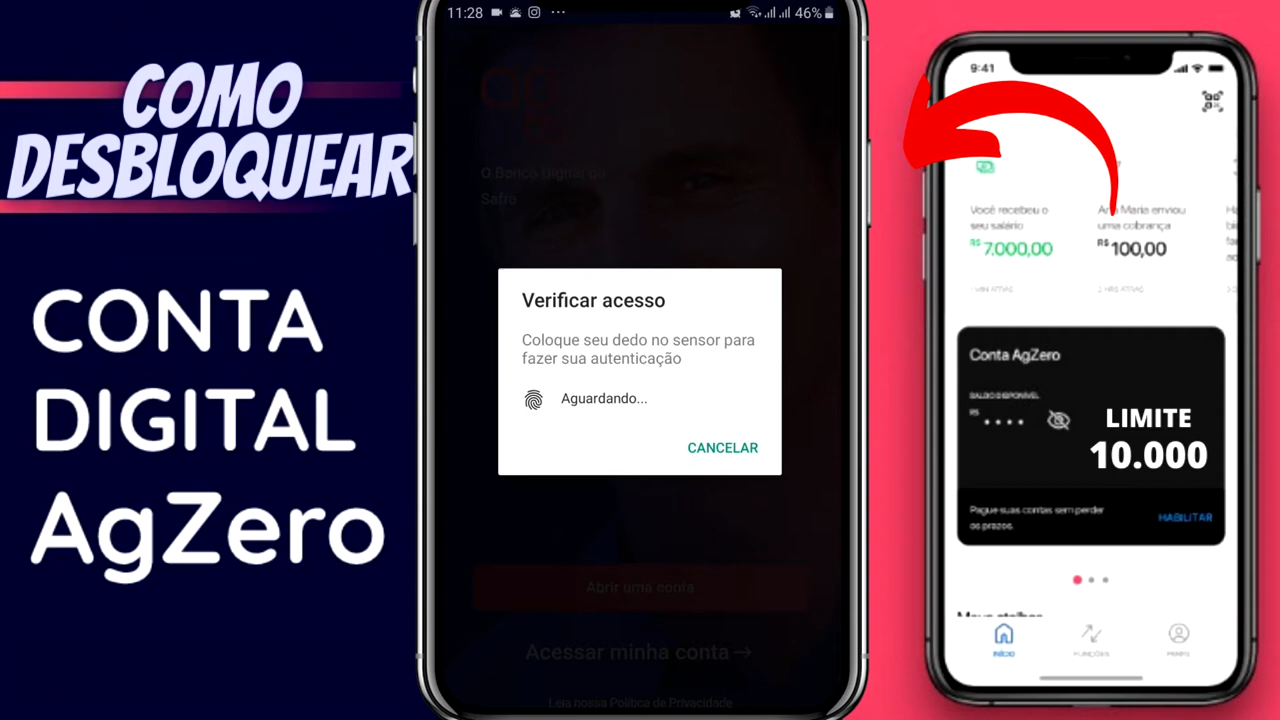 COMO
DESBLOQUEAR
CONTA
DIGITAL
AgZero
11:28
46%
O Banco Digital do
Safra
Verificar acesso
Coloque seu dedo no sensor para
fazer sua autenticação
Aguardando...
CANCELAR
Abrir uma conta
Acessar minha conta
Leia nossa Política de Privacidade
9:41
Você recebeu o
seu salário
R$ 7.000,00
Maria enviou
uma cobrança
R$ 100,00
Conta AgZero
SALDO DISPONÍVEL
R$
LIMITE
10.000
Pague suas contas sem perder
os prazos.
HABILITAR
INÍCIO
FUNÇÕES